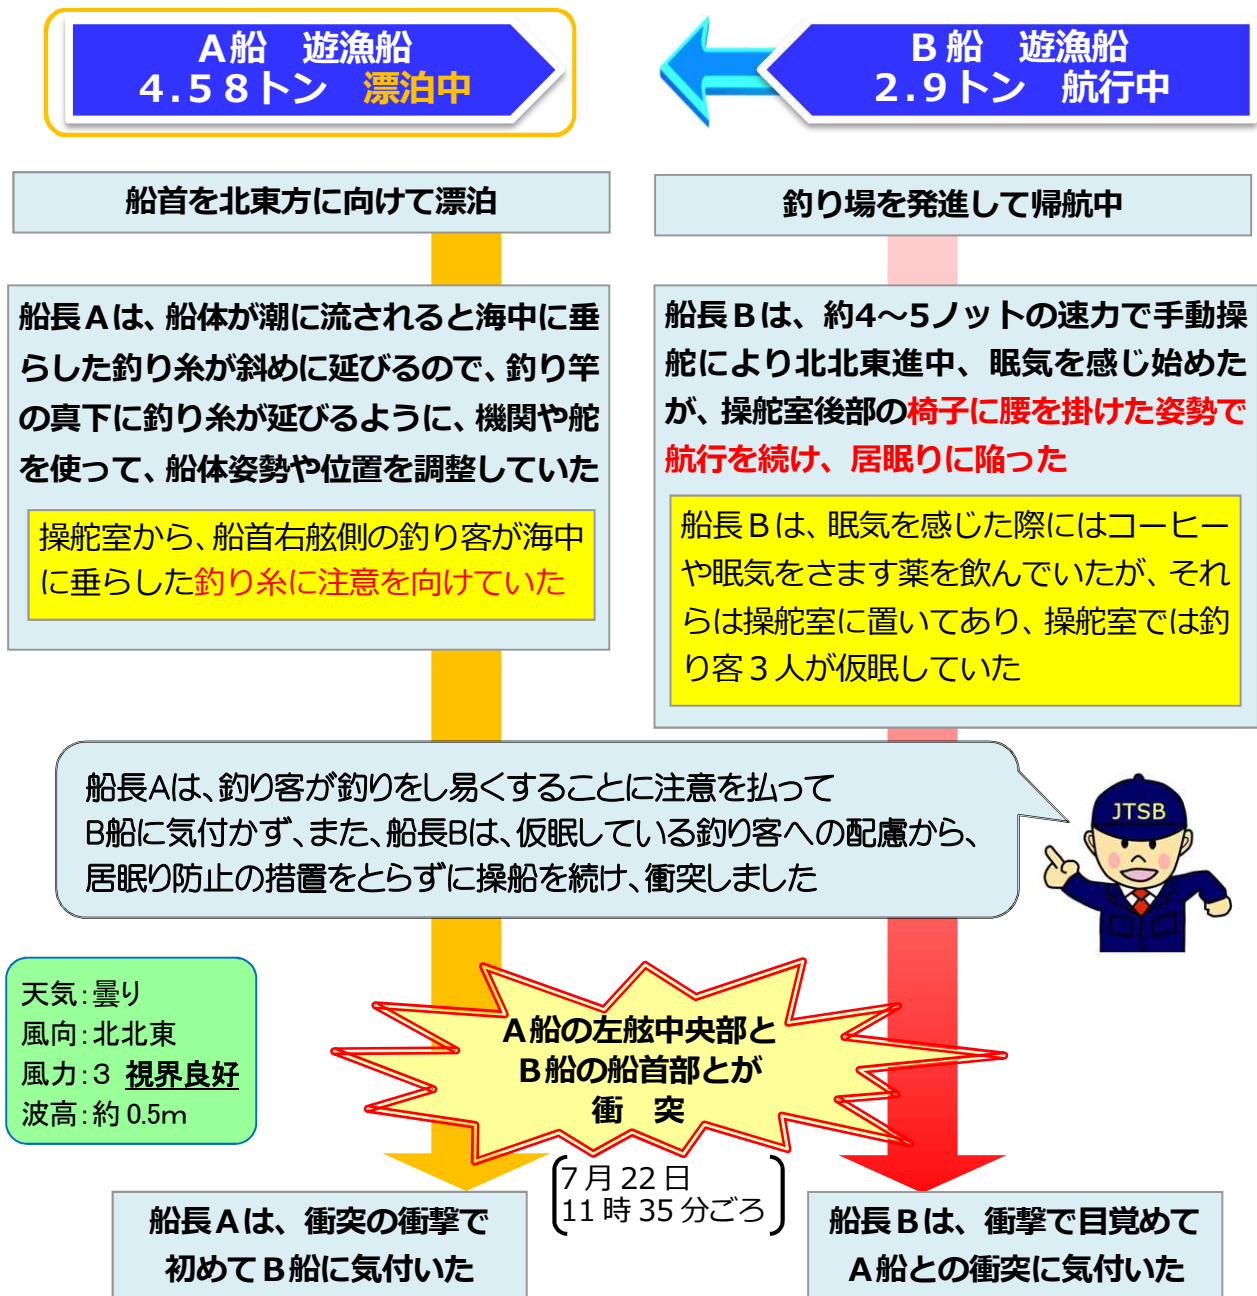 A船　遊漁船
4.58トン　漂泊中
B船　遊漁船
2.9トン　航行中
船首を北東方に向けて漂泊
釣り場を発進して帰航中
船長Aは、船体が潮に流されると海中に垂
らした釣り糸が斜めに延びるので、釣り竿
の真下に釣り糸が延びるように、機関や舵
を使って、船体姿勢や位置を調整していた
操舵室から、船首右舷側の釣り客が海中
に垂らした釣り糸に注意を向けていた
船長Bは、約4～5ノットの速力で手動操
舵により北北東進中、眠気を感じ始めた
が、操舵室後部の椅子に腰を掛けた姿勢で
航行を続け、居眠りに陥った
船長Bは、眠気を感じた際にはコーヒー
や眠気をさます薬を飲んでいたが、それ
らは操舵室に置いてあり、操舵室では釣
り客3人が仮眠していた
船長Aは、釣り客が釣りをし易くすることに注意を払って
B船に気付かず、また、船長Bは、仮眠している釣り客への配慮から、
居眠り防止の措置をとらずに操船を続け、衝突しました
JTSB
天気：曇り
風向：北北東
風力：3 視界良好
波高：約 0.5m
A船の左舷中央部と
B船の船首部とが
衝　突
7月22日
11時35分ごろ
船長Aは、衝突の衝撃で
初めてB船に気付いた
船長Bは、衝撃で目覚めて
A船との衝突に気付いた